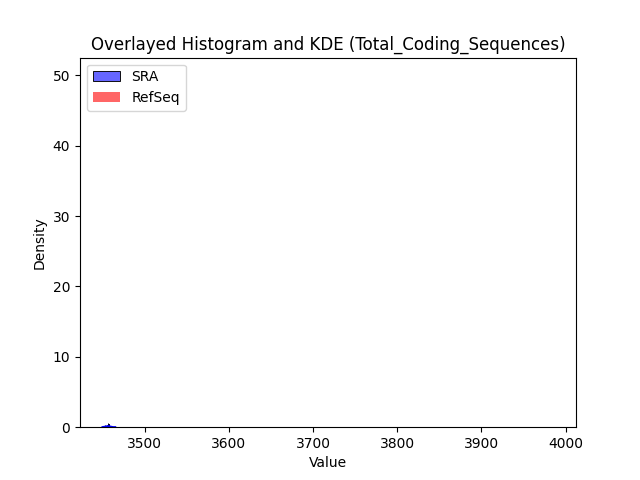 Overlayed Histogram and KDE (Total_Coding_Sequences)
SRA
RefSeq
50
40
30
20
10
0
Density
3500 3600 3700 3800 3900 4000
Value